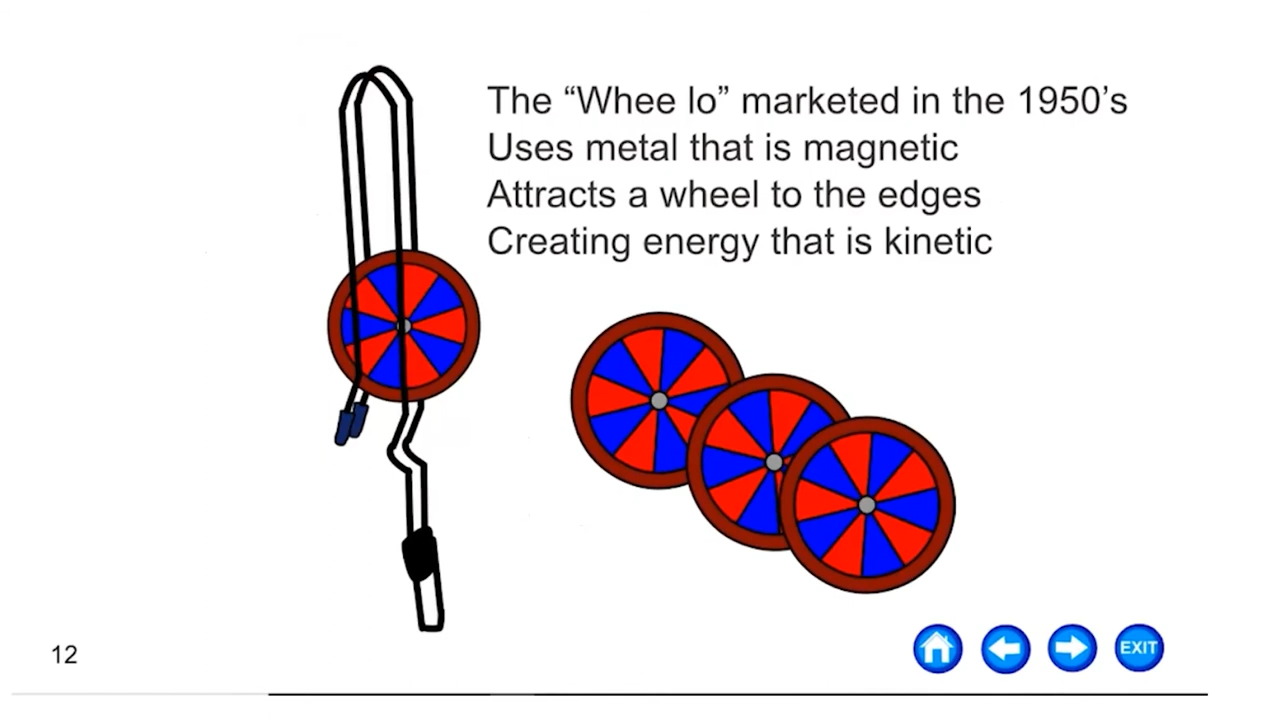 The “Whee lo” marketed in the 1950’s
Uses metal that is magnetic
Attracts a wheel to the edges
Creating energy that is kinetic
12
EXIT